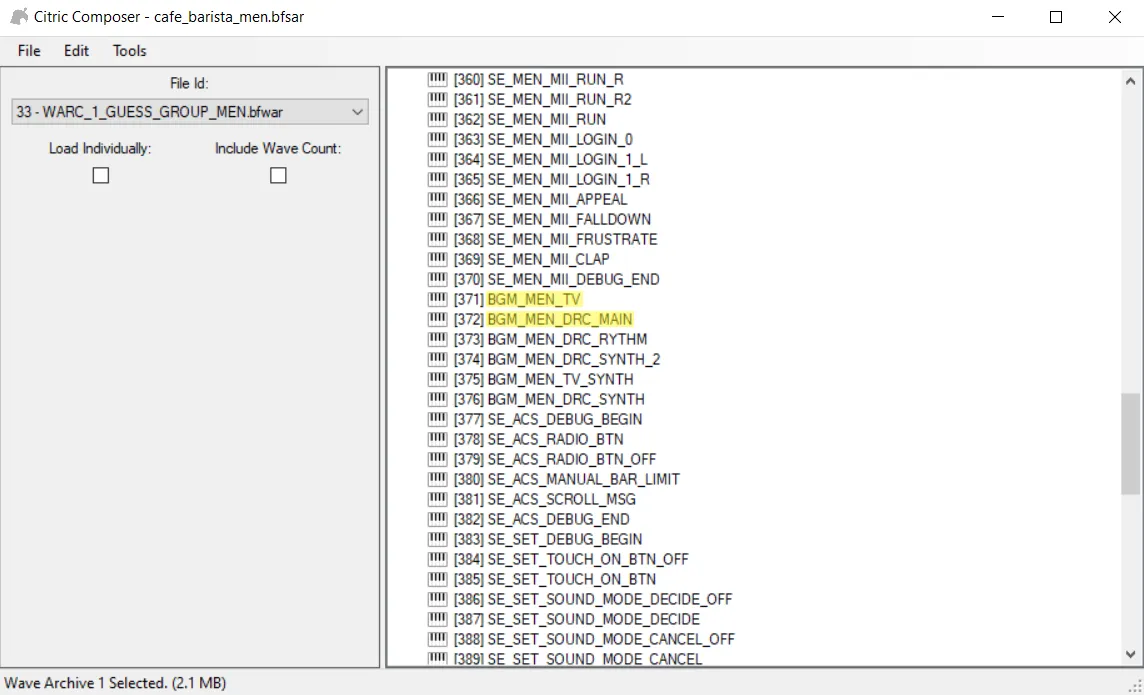 Citric Composer - cafe_barista_men.bfsar
File Edit Tools
File Id:
33 - WARC_1_GUESS_GROUP_MEN.bfwar
Load Individually: Include Wave Count:
[360] SE_MEN_MII_RUN_R
[361] SE_MEN_MII_RUN_R2
[362] SE_MEN_MII_RUN
[363] SE_MEN_MII_LOGIN_0
[364] SE_MEN_MII_LOGIN_1_L
[365] SE_MEN_MII_LOGIN_1_R
[366] SE_MEN_MII_APPEAL
[367] SE_MEN_MII_FALLDOWN
[368] SE_MEN_MII_FRUSTRATE
[369] SE_MEN_MII_CLAP
[370] SE_MEN_MII_DEBUG_END
[371] BGM_MEN_TV
[372] BGM_MEN_DRC_MAIN
[373] BGM_MEN_DRC_RYTHM
[374] BGM_MEN_DRC_SYNTH_2
[375] BGM_MEN_TV_SYNTH
[376] BGM_MEN_DRC_SYNTH
[377] SE_ACS_DEBUG_BEGIN
[378] SE_ACS_RADIO_BTN
[379] SE_ACS_RADIO_BTN_OFF
[380] SE_ACS_MANUAL_BAR_LIMIT
[381] SE_ACS_SCROLL_MSG
[382] SE_ACS_DEBUG_END
[383] SE_SET_DEBUG_BEGIN
[384] SE_SET_TOUCH_ON_BTN_OFF
[385] SE_SET_TOUCH_ON_BTN
[386] SE_SET_SOUND_MODE_DECIDE_OFF
[387] SE_SET_SOUND_MODE_DECIDE
[388] SE_SET_SOUND_MODE_CANCEL_OFF
[389] SE_SET_SOUND_MODE_CANCEL
Wave Archive 1 Selected. (2.1 MB)